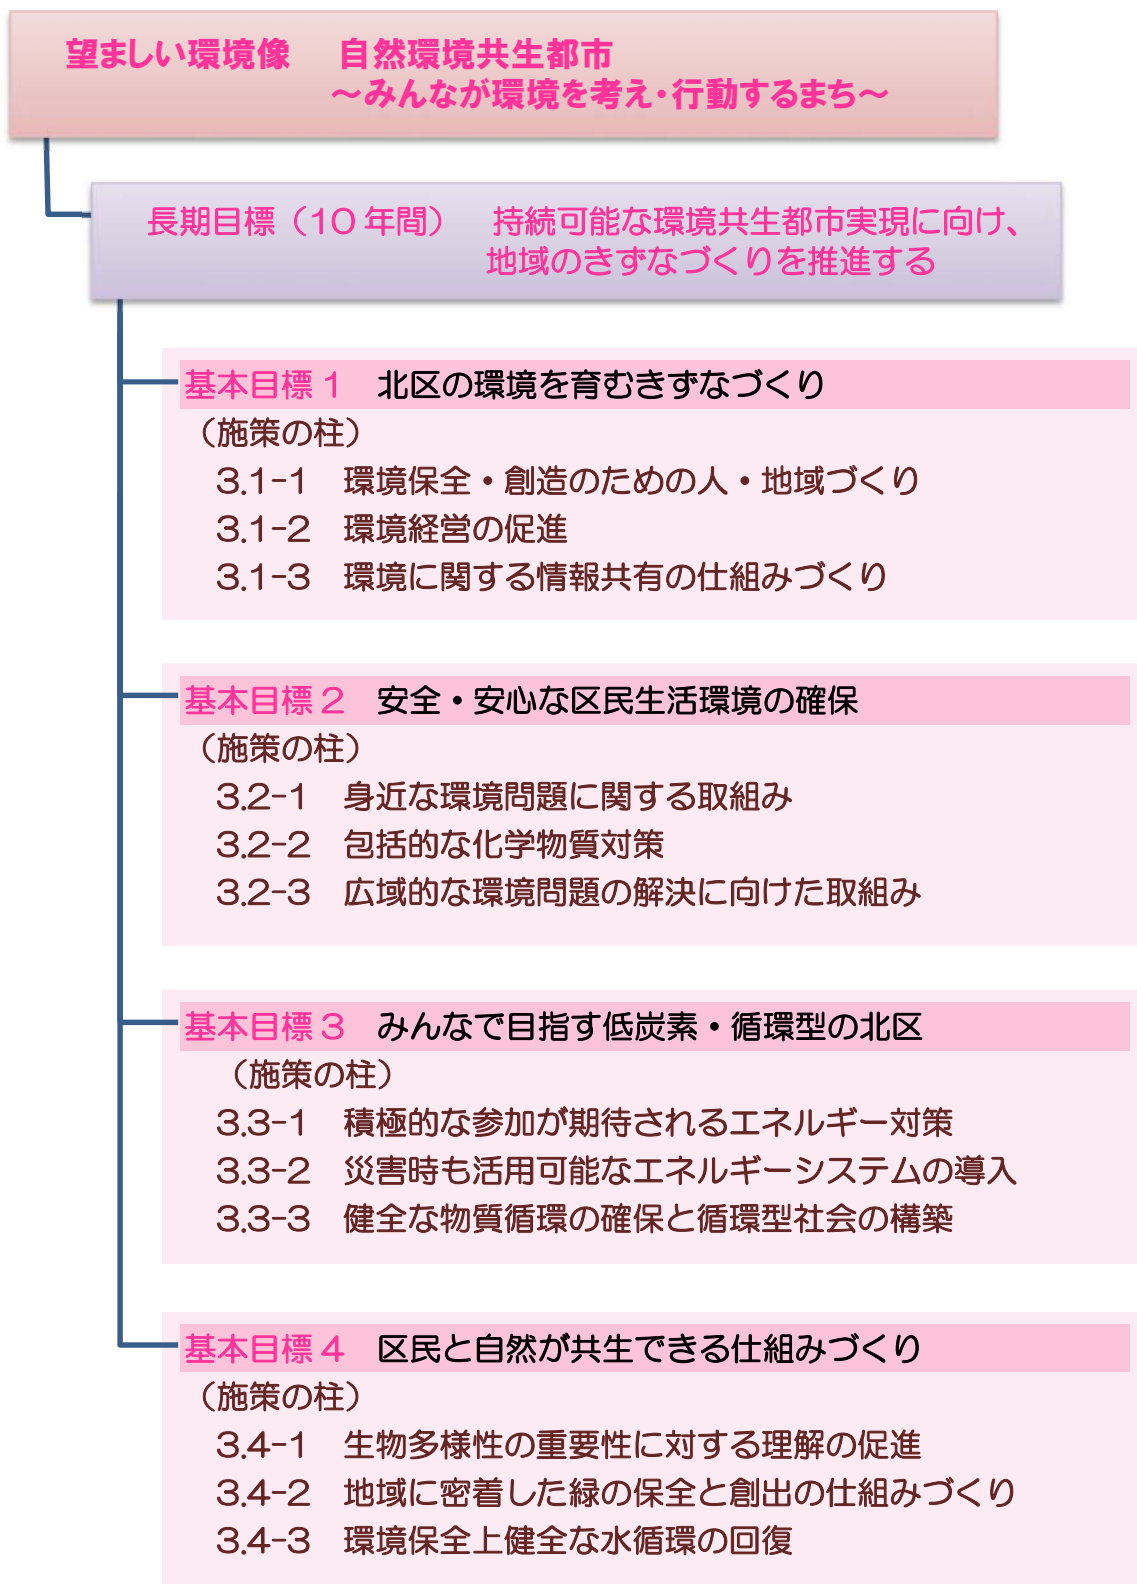 望ましい環境像　自然環境共生都市
～みんなが環境を考え・行動するまち～
長期目標（10年間）　持続可能な環境共生都市実現に向け、
地域のきずなづくりを推進する
基本目標1　北区の環境を育むきずなづくり
（施策の柱）
3.1-1　環境保全・創造のための人・地域づくり
3.1-2　環境経営の促進
3.1-3　環境に関する情報共有の仕組みづくり
基本目標2　安全・安心な区民生活環境の確保
（施策の柱）
3.2-1　身近な環境問題に関する取組み
3.2-2　包括的な化学物質対策
3.2-3　広域的な環境問題の解決に向けた取組み
基本目標3　みんなで目指す低炭素・循環型の北区
（施策の柱）
3.3-1　積極的な参加が期待されるエネルギー対策
3.3-2　災害時も活用可能なエネルギーシステムの導入
3.3-3　健全な物質循環の確保と循環型社会の構築
基本目標4　区民と自然が共生できる仕組みづくり
（施策の柱）
3.4-1　生物多様性の重要性に対する理解の促進
3.4-2　地域に密着した緑の保全と創出の仕組みづくり
3.4-3　環境保全上健全な水循環の回復